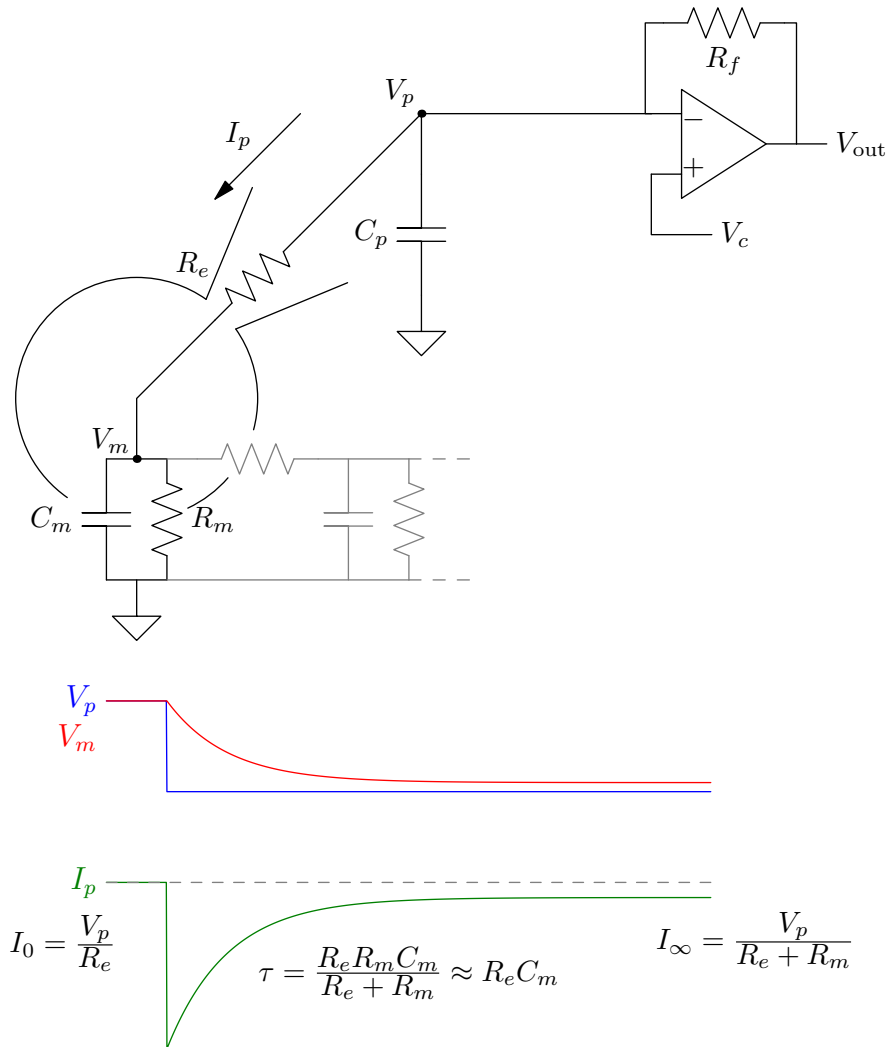 R_f
V_p
−
I_p
V_out
+
C_p
V_c
R_e
V_m
C_m
R_m
V_p
V_m
I_p
I_0 = V_p / R_e
I_∞ = V_p / (R_e + R_m)
τ = R_e R_m C_m / (R_e + R_m) ≈ R_e C_m